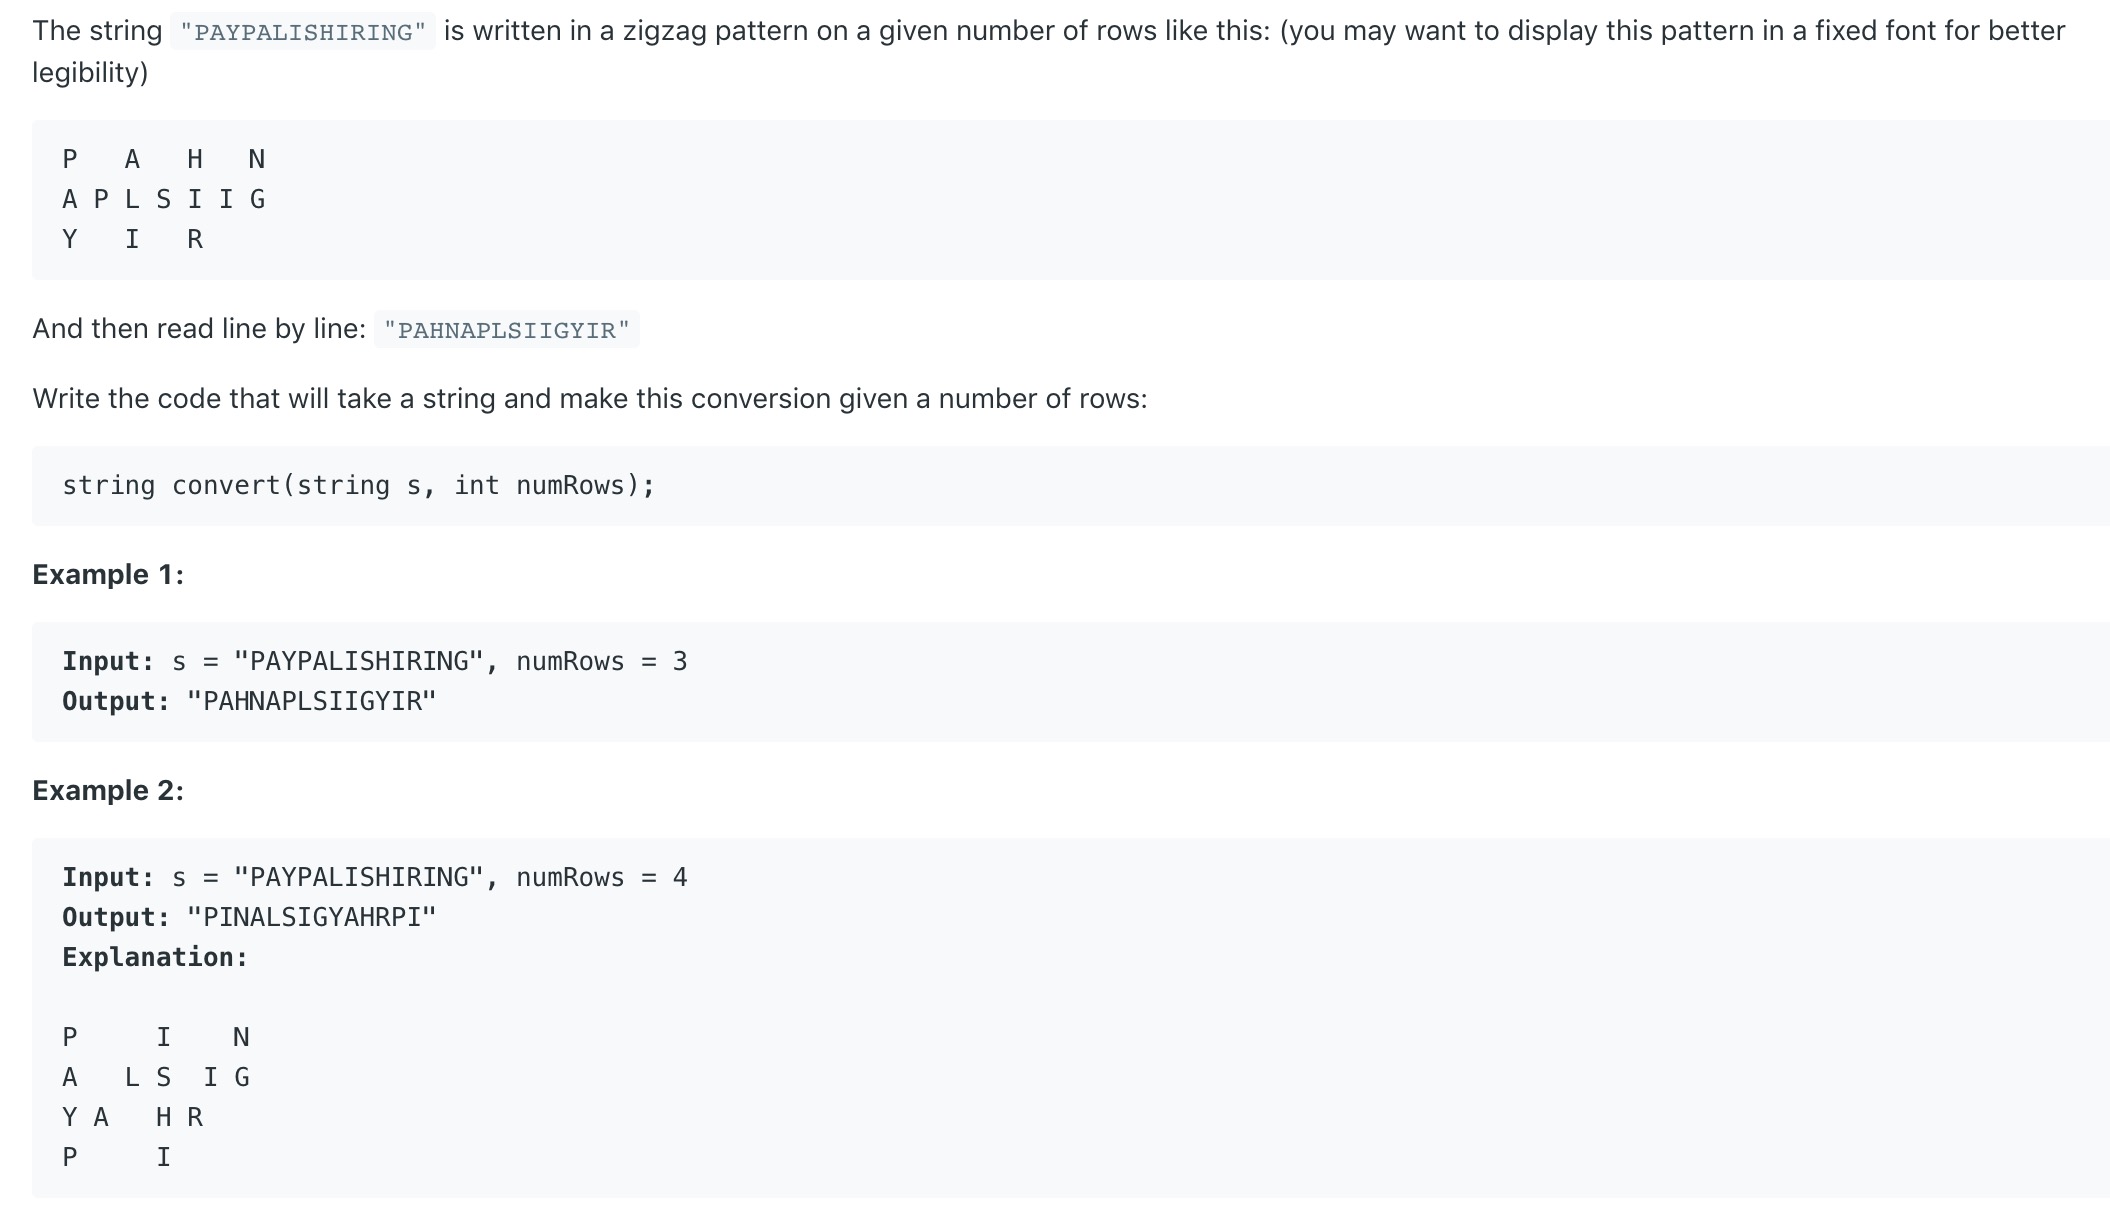 The string "PAYPALISHIRING" is written in a zigzag pattern on a given number of rows like this: (you may want to display this pattern in a fixed font for better
legibility)
P   A   H   N
A P L S I I G
Y   I   R
And then read line by line: "PAHNAPLSIIGYIR"
Write the code that will take a string and make this conversion given a number of rows:
string convert(string s, int numRows);
Example 1:
Input: s = "PAYPALISHIRING", numRows = 3
Output: "PAHNAPLSIIGYIR"
Example 2:
Input: s = "PAYPALISHIRING", numRows = 4
Output: "PINALSIGYAHRPI"
Explanation:
P     I    N
A   L S  I G
Y A   H R
P     I